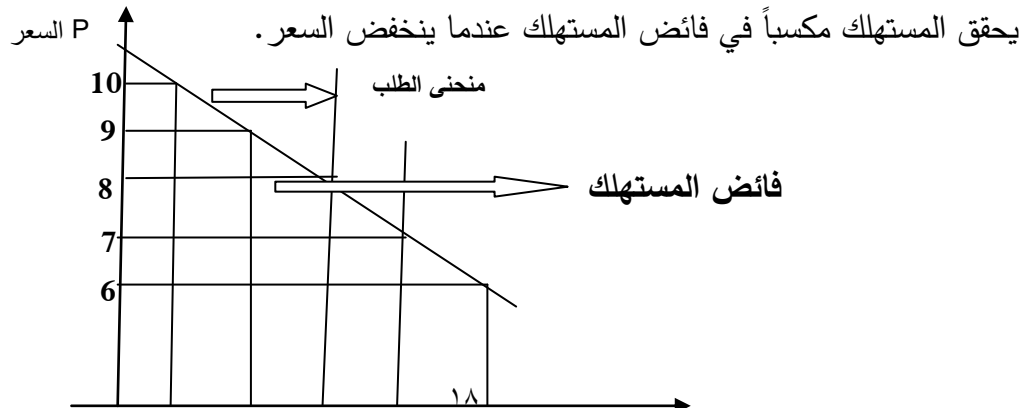 يحقق المستهلك مكسباً في فائض المستهلك عندما ينخفض السعر.
السعر P
منحنى الطلب
10
9
8
فائض المستهلك
7
6
١٨